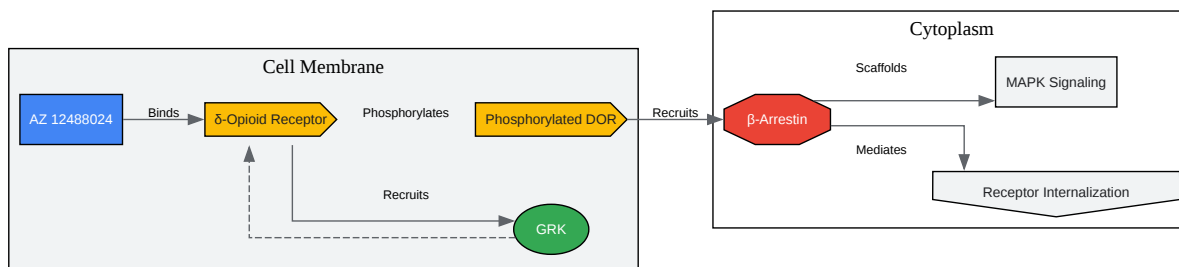 Cytoplasm
Cell Membrane
Scaffolds
MAPK Signaling
AZ 12488024
Binds
δ-Opioid Receptor
Phosphorylates
Phosphorylated DOR
Recruits
β-Arrestin
Mediates
Receptor Internalization
Recruits
GRK